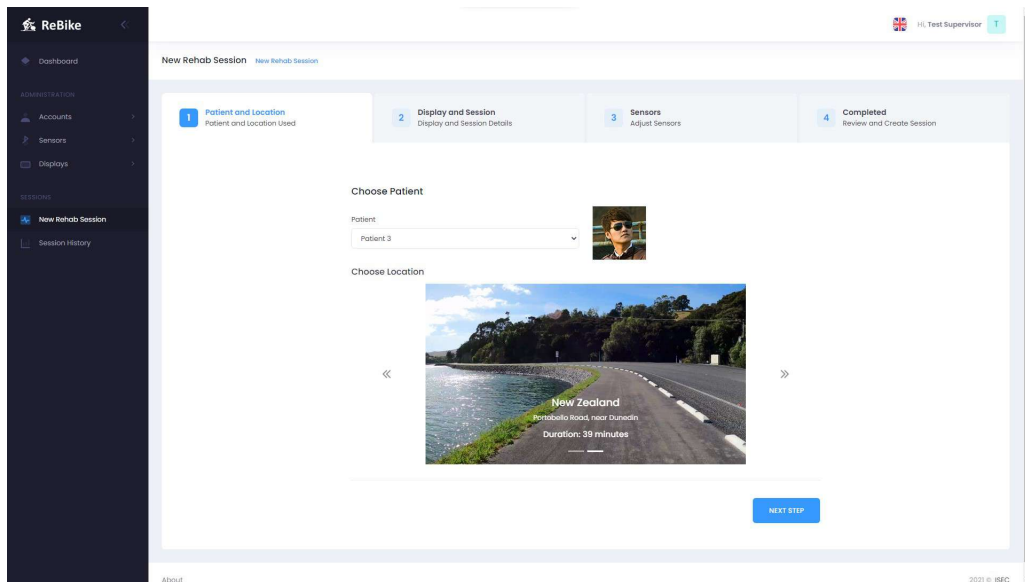 ReBike
Hi, Test Supervisor T
Dashboard
New Rehab Session New Rehab Session
ADMINISTRATION
Accounts
Sensors
Displays
SESSIONS
New Rehab Session
Session History
1 Patient and Location
Patient and Location Used
2 Display and Session
Display and Session Details
3 Sensors
Adjust Sensors
4 Completed
Review and Create Session
Choose Patient
Patient
Patient 3
Choose Location
New Zealand
Portobello Road, near Dunedin
Duration: 39 minutes
NEXT STEP
About
2021 © ISEC